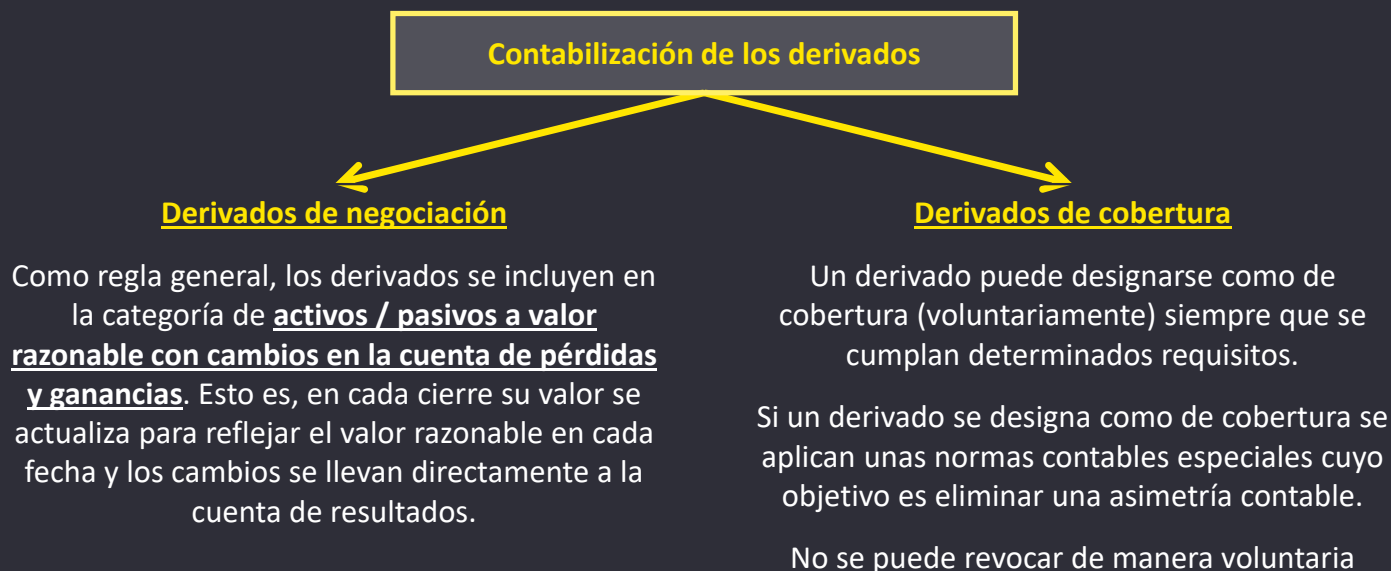 Contabilización de los derivados
Derivados de negociación
Como regla general, los derivados se incluyen en
la categoría de activos / pasivos a valor
razonable con cambios en la cuenta de pérdidas
y ganancias. Esto es, en cada cierre su valor se
actualiza para reflejar el valor razonable en cada
fecha y los cambios se llevan directamente a la
cuenta de resultados.
Derivados de cobertura
Un derivado puede designarse como de
cobertura (voluntariamente) siempre que se
cumplan determinados requisitos.
Si un derivado se designa como de cobertura se
aplican unas normas contables especiales cuyo
objetivo es eliminar una asimetría contable.
No se puede revocar de manera voluntaria